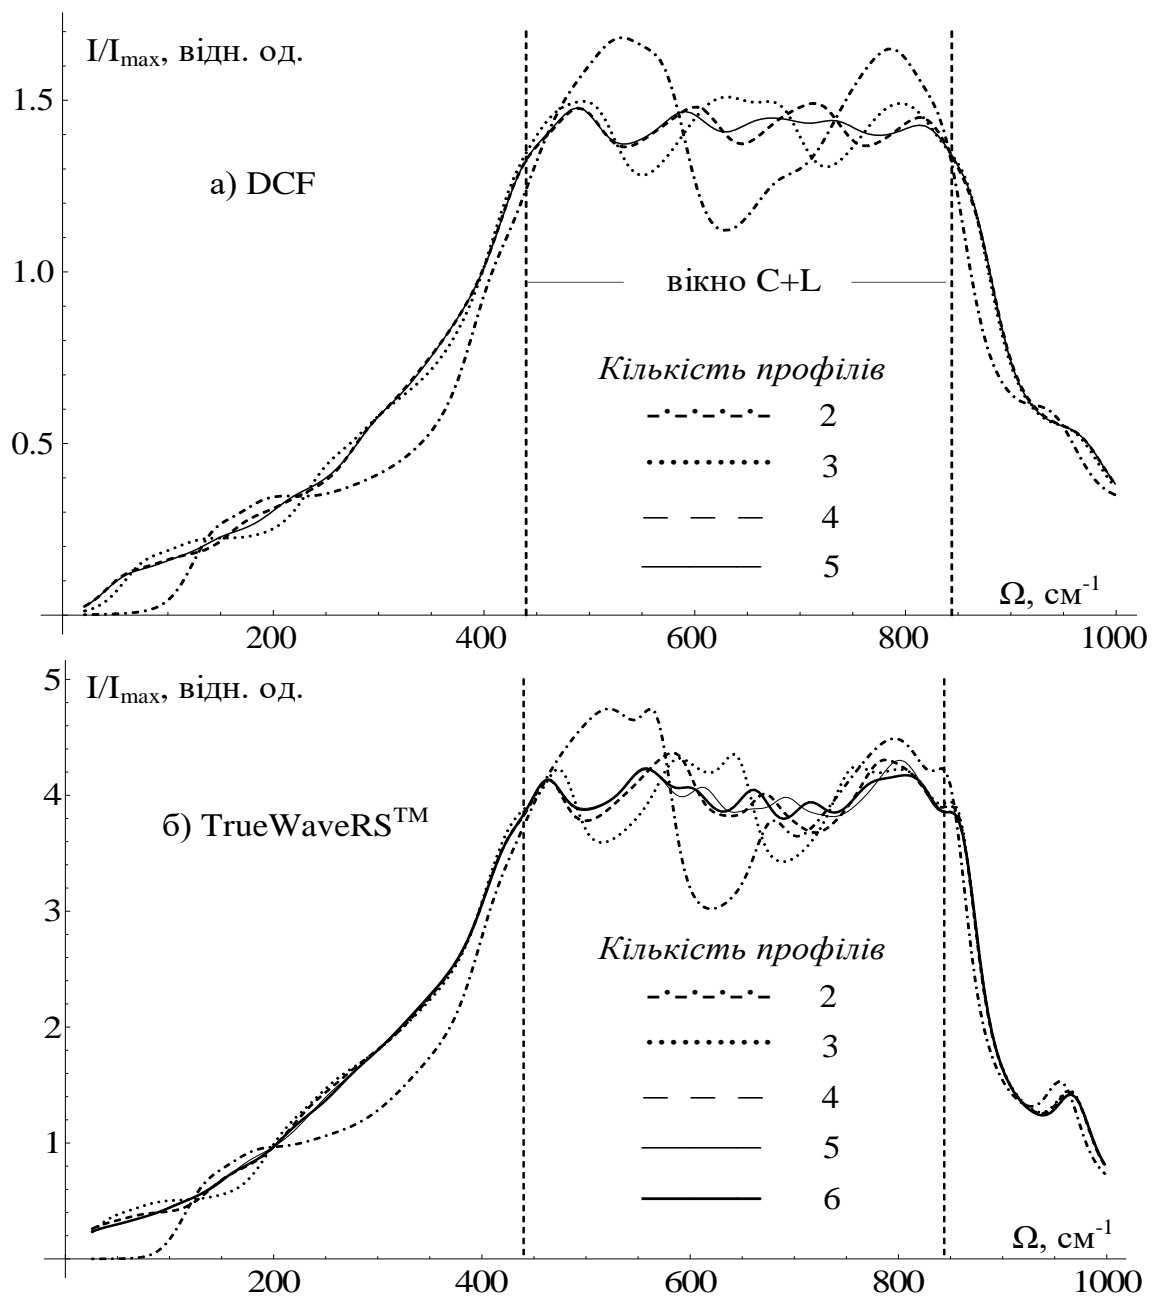 I/Imax, відн. од.
1.5
а) DCF
1.0
вікно C+L
Кількість профілів
2
3
0.5
4
5
Ω, см-1
200 400 600 800 1000
5
I/Imax, відн. од.
4
б) TrueWaveRS™
3
Кількість профілів
2
2
3
4
1
5
6
Ω, см-1
200 400 600 800 1000